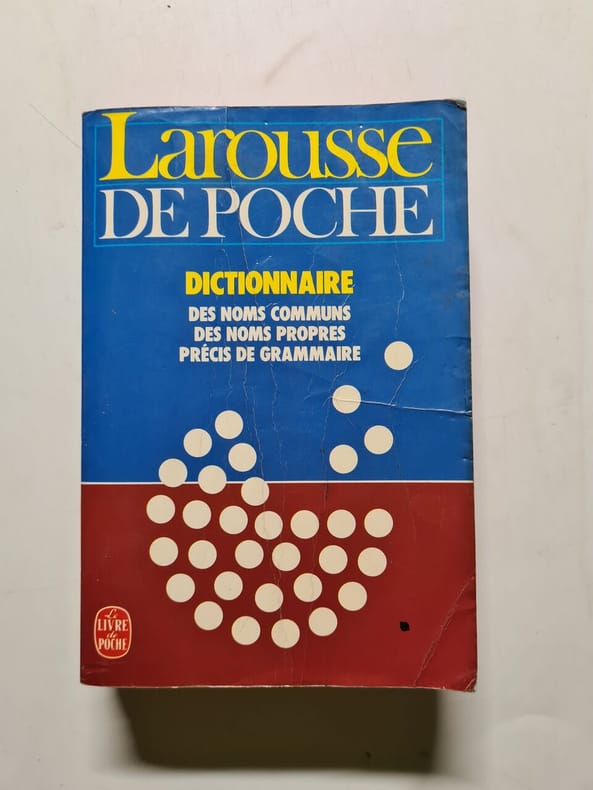 Larousse
DE POCHE
DICTIONNAIRE
DES NOMS COMMUNS
DES NOMS PROPRES
PRÉCIS DE GRAMMAIRE
Le
LIVRE
de
POCHE